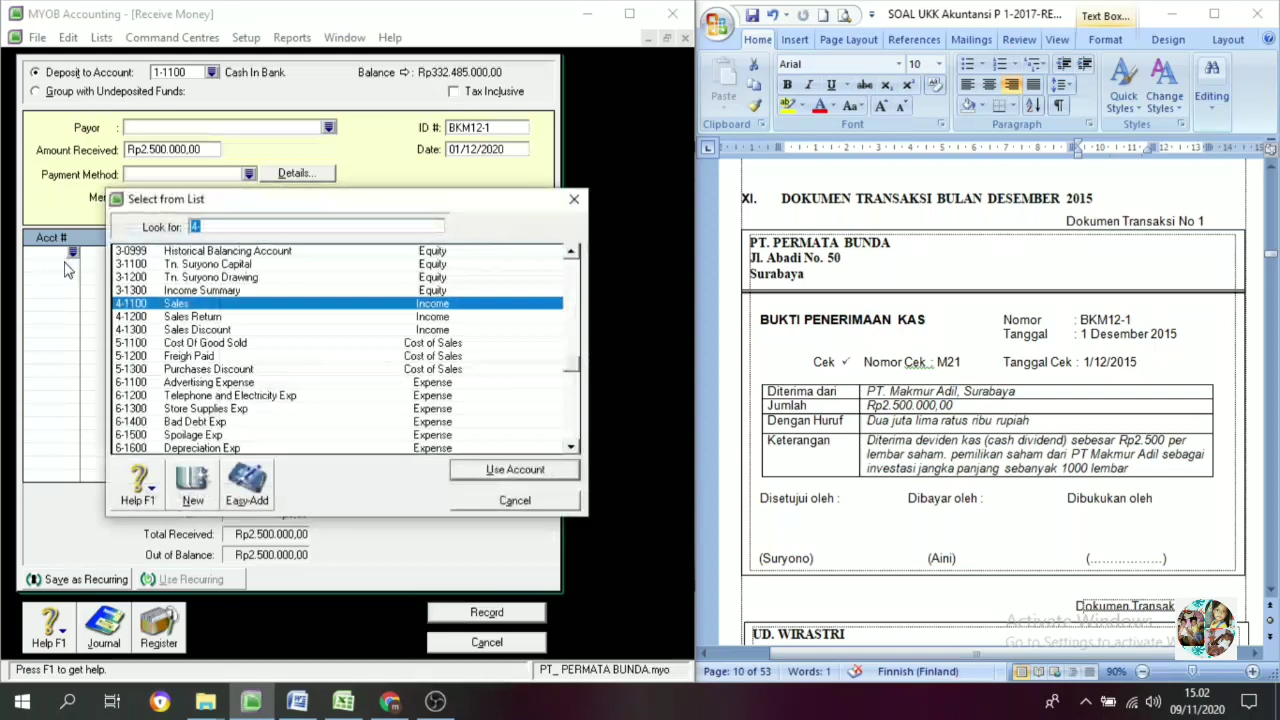 MYOB Accounting - [Receive Money]
File Edit Lists Command Centres Setup Reports Window Help
Deposit to Account: 1-1100 Cash In Bank Balance Rp332.485.000,00
Group with Undeposited Funds: Tax Inclusive
Payor : ID #: BKM12-1
Amount Received: Rp2.500.000,00 Date: 01/12/2020
Payment Method: Details...
Acct #
Select from List
Look for: 4-
3-0999 Historical Balancing Account Equity
3-1100 Tn. Suryono Capital Equity
3-1200 Tn. Suryono Drawing Equity
3-1300 Income Summary Equity
4-1100 Sales Income
4-1200 Sales Return Income
4-1300 Sales Discount Income
5-1100 Cost Of Good Sold Cost of Sales
5-1200 Freigh Paid Cost of Sales
5-1300 Purchases Discount Cost of Sales
6-1100 Advertising Expense Expense
6-1200 Telephone and Electricity Exp Expense
6-1300 Store Supplies Exp Expense
6-1400 Bad Debt Exp Expense
6-1500 Spoilage Exp Expense
6-1600 Depreciation Exp Expense
Use Account
Help F1 New Easy-Add Cancel
Total Received: Rp2.500.000,00
Out of Balance: Rp2.500.000,00
Save as Recurring Use Recurring
Record
Help F1 Journal Register Cancel
Press F1 to get help. PT_ PERMATA BUNDA.myo
SOAL UKK Akuntansi P 1-2017-RE... Text Box...
Home Insert Page Layout References Mailings Review View Format Design Layout
Arial 10
Paste Quick Styles Change Styles Editing
Clipboard Font Paragraph Styles
XI. DOKUMEN TRANSAKSI BULAN DESEMBER 2015
Dokumen Transaksi No 1
PT. PERMATA BUNDA
Jl. Abadi No. 50
Surabaya
BUKTI PENERIMAAN KAS Nomor : BKM12-1
Tanggal : 1 Desember 2015
Cek ✓ Nomor Cek : M21 Tanggal Cek : 1/12/2015
Diterima dari PT. Makmur Adil, Surabaya
Jumlah Rp2.500.000,00
Dengan Huruf Dua juta lima ratus ribu rupiah
Keterangan Diterima deviden kas (cash dividend) sebesar Rp2.500 per
lembar saham. pemilikan saham dari PT Makmur Adil sebagai
investasi jangka panjang sebanyak 1000 lembar
Disetujui oleh : Dibayar oleh : Dibukukan oleh
(Suryono) (Aini) (………………)
Dokumen Transak
Activate Windows
Go to Settings to activate W
UD. WIRASTRI
Page: 10 of 53 Words: 1 Finnish (Finland) 90%
15.02
09/11/2020